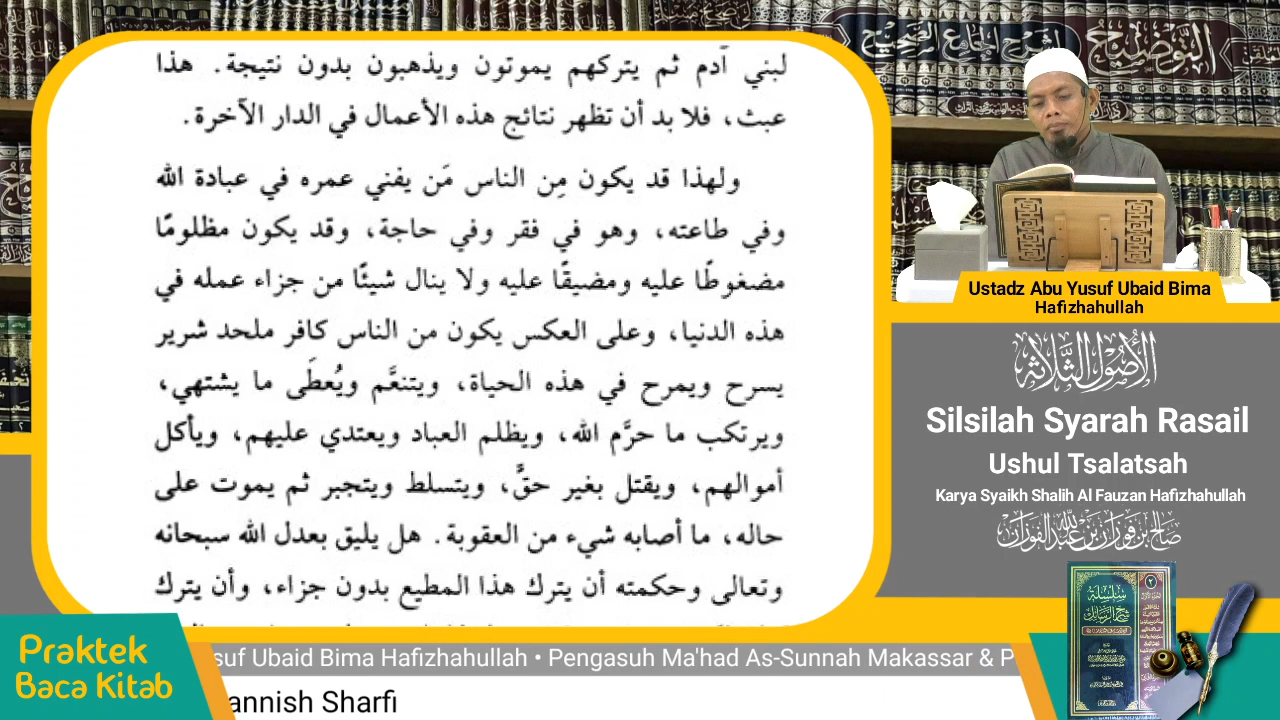 لبني آدم ثم يتركهم يموتون ويذهبون بدون نتيجة. هذا
عبث، فلا بد أن تظهر نتائج هذه الأعمال في الدار الآخرة.
ولهذا قد يكون مِن الناس مَن يفني عمره في عبادة الله
وفي طاعته، وهو في فقر وفي حاجة، وقد يكون مظلومًا
مضغوطًا عليه ومضيقًا عليه ولا ينال شيئًا من جزاء عمله في
هذه الدنيا، وعلى العكس يكون من الناس كافر ملحد شرير
يسرح ويمرح في هذه الحياة، ويتنعَّم ويُعطَى ما يشتهي،
ويرتكب ما حرَّم الله، ويظلم العباد ويعتدي عليهم، ويأكل
أموالهم، ويقتل بغير حقٍّ، ويتسلط ويتجبر ثم يموت على
حاله، ما أصابه شيء من العقوبة. هل يليق بعدل الله سبحانه
وتعالى وحكمته أن يترك هذا المطيع بدون جزاء، وأن يترك
التوضيح
لشرح الجامع الصحيح
Ustadz Abu Yusuf Ubaid Bima
Hafizhahullah
الأصول الثلاثة
Silsilah Syarah Rasail
Ushul Tsalatsah
Karya Syaikh Shalih Al Fauzan Hafizhahullah
صالح بن فوزان بن عبد الله الفوزان
سلسلة
شرح الرسائل
Praktek
Baca Kitab
suf Ubaid Bima Hafizhahullah • Pengasuh Ma'had As-Sunnah Makassar & P
annish Sharfi